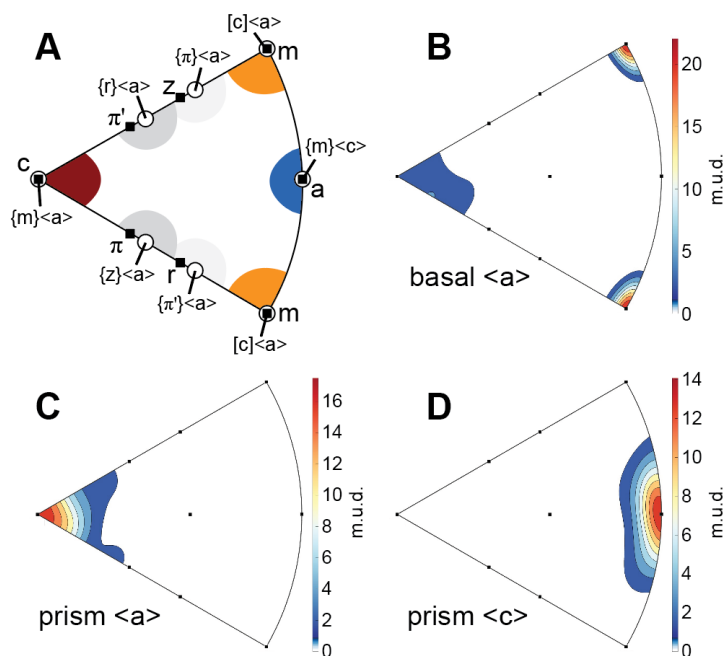 A
[c]<a>
m
{π}<a>
{r}<a>
z
π'
c
{m}<a>
{m}<c>
a
π
{z}<a>
r
{π'}<a>
m
[c]<a>
B
basal <a>
20
15
10
5
0
m.u.d.
C
prism <a>
16
14
12
10
8
6
4
2
0
m.u.d.
D
prism <c>
14
12
10
8
6
4
2
0
m.u.d.